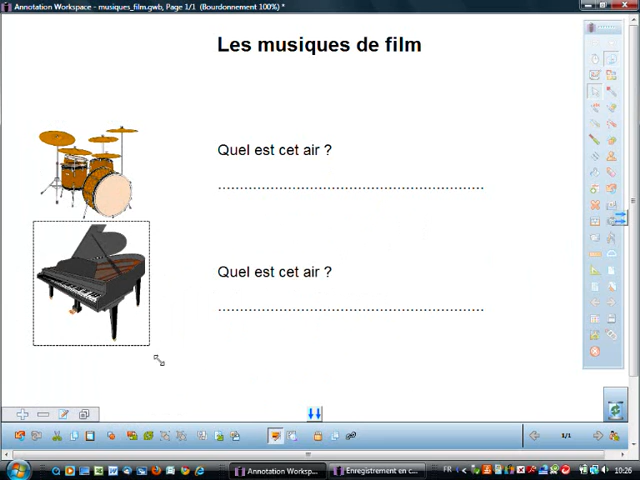 Annotation Workspace - musiques_film.gwb, Page 1/1 (Bourdonnement 100%) *
Les musiques de film
Quel est cet air ?
................................................................
Quel est cet air ?
................................................................
1/1
Annotation Worksp...
Enregistrement en c...
FR
10:26